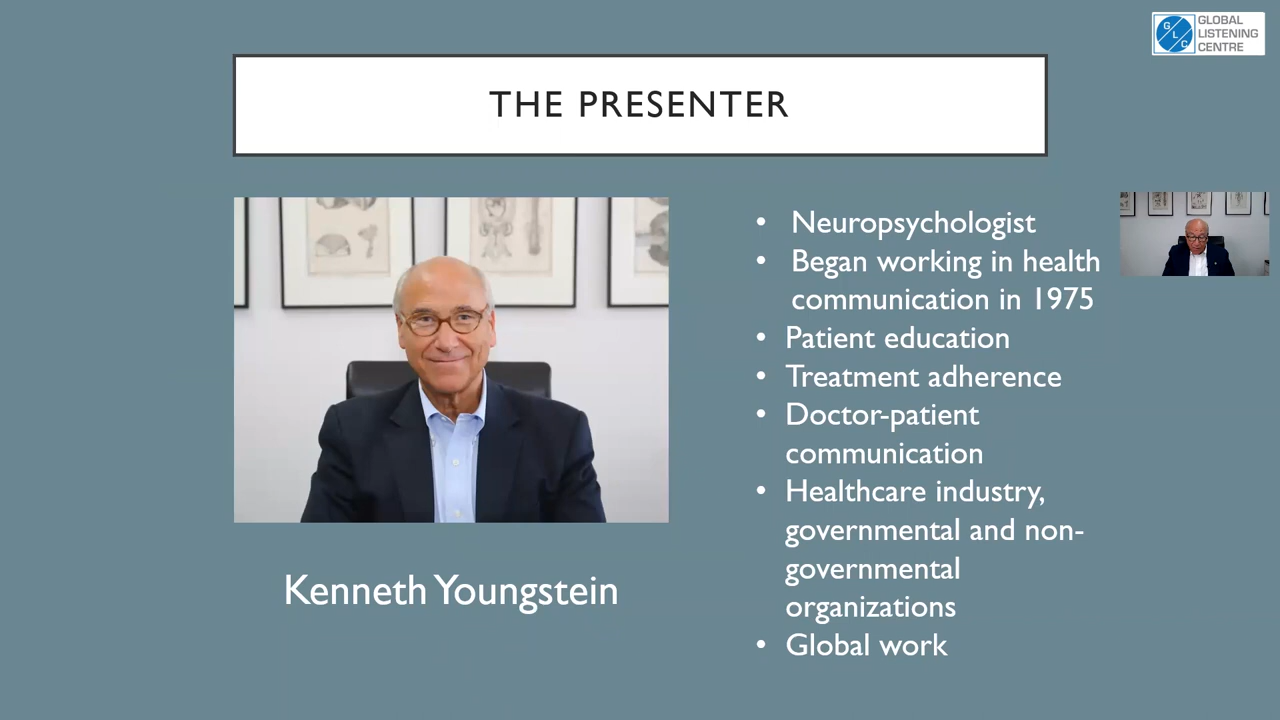 GLOBAL
LISTENING
CENTRE
G
L
C
THE PRESENTER
• Neuropsychologist
• Began working in health
communication in 1975
• Patient education
• Treatment adherence
• Doctor-patient
communication
• Healthcare industry,
governmental and non-
governmental
organizations
• Global work
Kenneth Youngstein